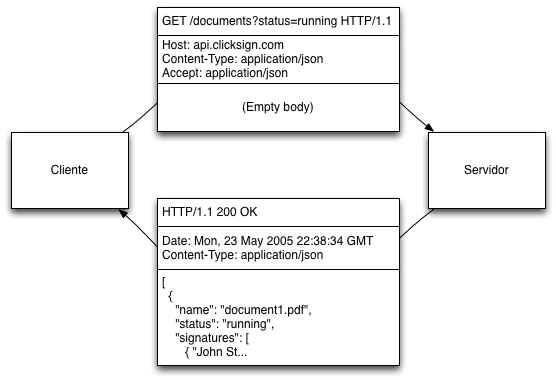 GET /documents?status=running HTTP/1.1
Host: api.clicksign.com
Content-Type: application/json
Accept: application/json
(Empty body)
Cliente
Servidor
HTTP/1.1 200 OK
Date: Mon, 23 May 2005 22:38:34 GMT
Content-Type: application/json
[
{
"name": "document1.pdf",
"status": "running",
"signatures": [
{ "John St...